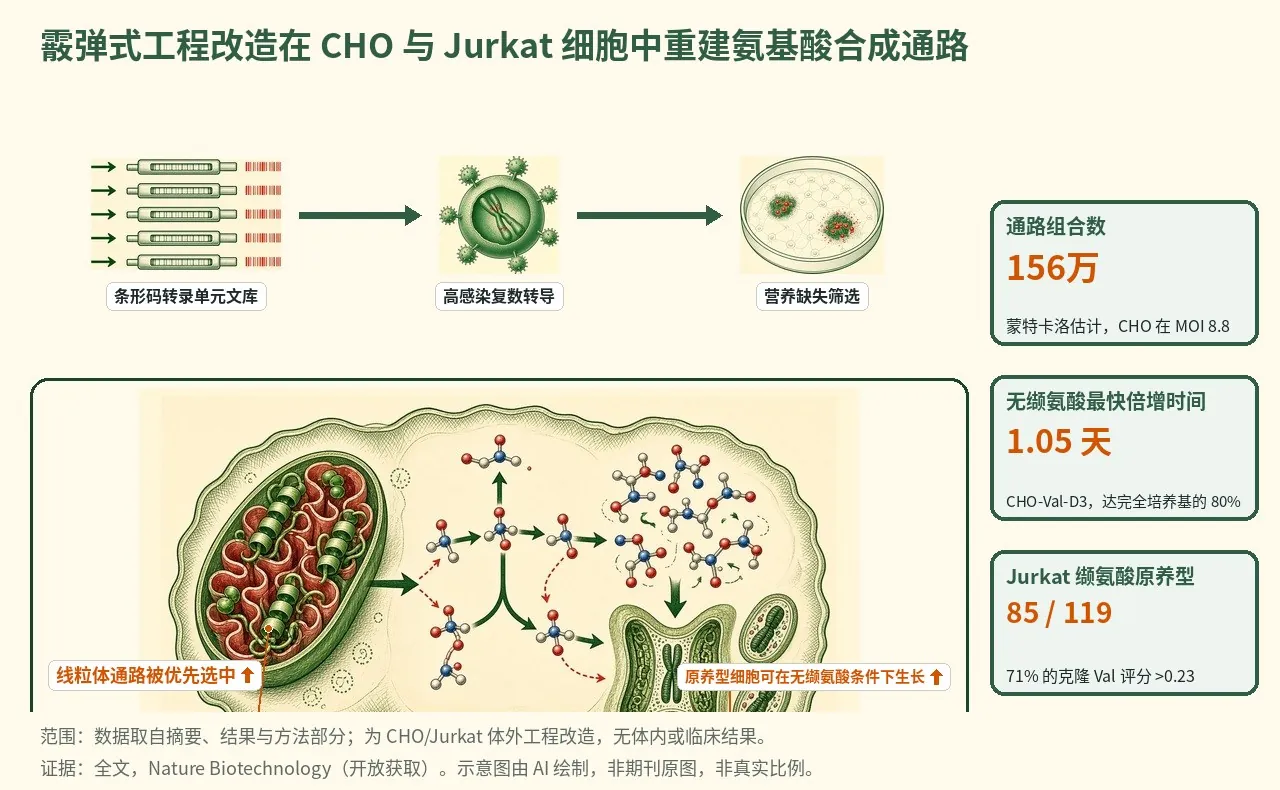 霰弹式工程改造在 CHO 与 Jurkat 细胞中重建氨基酸合成通路
条形码转录单元文库
高感染复数转导
营养缺失筛选
通路组合数
156万
蒙特卡洛估计，CHO 在 MOI 8.8
无缬氨酸最快倍增时间
1.05 天
CHO-Val-D3，达完全培养基的 80%
Jurkat 缬氨酸原养型
85 / 119
71% 的克隆 Val 评分 >0.23
线粒体通路被优先选中⬆
原养型细胞可在无缬氨酸条件下生长⬆
范围：数据取自摘要、结果与方法部分；为 CHO/Jurkat 体外工程改造，无体内或临床结果。
证据：全文，Nature Biotechnology（开放获取）。示意图由 AI 绘制，非期刊原图，非真实比例。